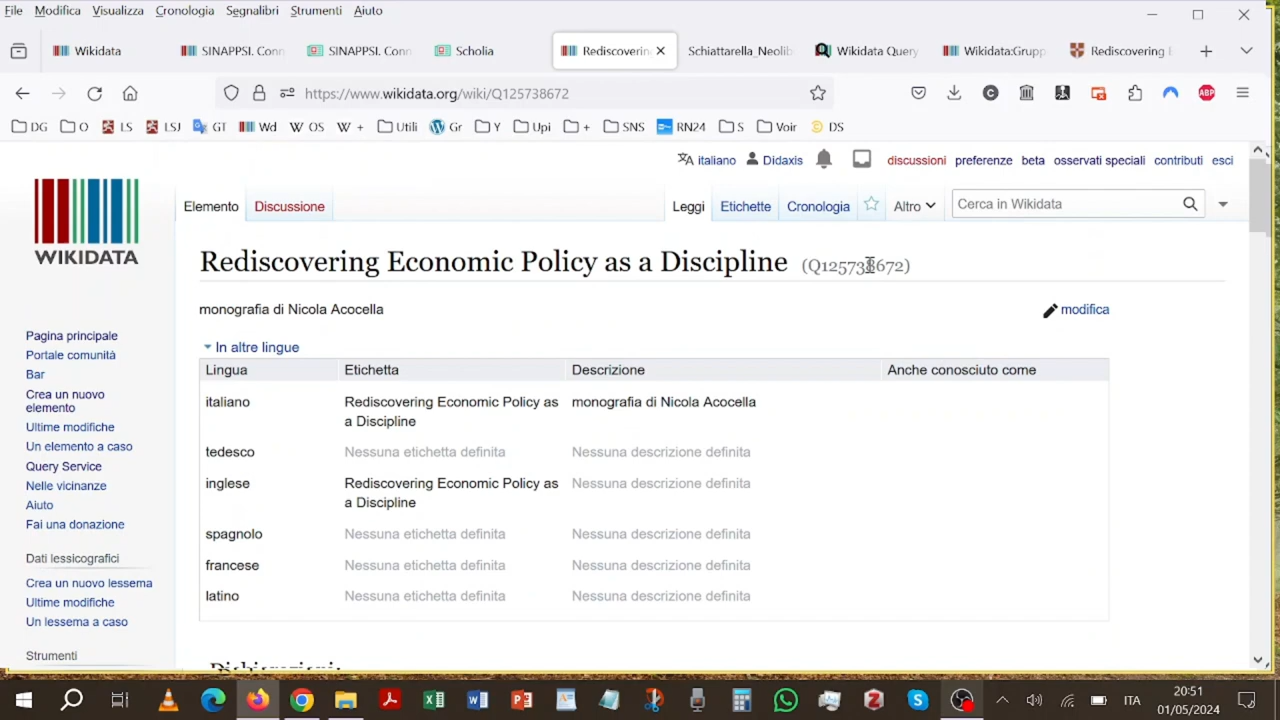 File Modifica Visualizza Cronologia Segnalibri Strumenti Aiuto
Wikidata SINAPPSI. Conn SINAPPSI. Conn Scholia Rediscoverin Schiattarella_Neolib Wikidata Query Wikidata:Grupp Rediscovering
https://www.wikidata.org/wiki/Q125738672
DG O LS LSJ GT Wd OS + Utili Gr Y Upi + SNS RN24 S Voir DS
italiano Didaxis discussioni preferenze beta osservati speciali contributi esci
WIKIDATA
Elemento Discussione Leggi Etichette Cronologia Altro Cerca in Wikidata
Rediscovering Economic Policy as a Discipline (Q125738672)
monografia di Nicola Acocella modifica
In altre lingue
Lingua Etichetta Descrizione Anche conosciuto come
italiano Rediscovering Economic Policy as a Discipline monografia di Nicola Acocella
tedesco Nessuna etichetta definita Nessuna descrizione definita
inglese Rediscovering Economic Policy as a Discipline Nessuna descrizione definita
spagnolo Nessuna etichetta definita Nessuna descrizione definita
francese Nessuna etichetta definita Nessuna descrizione definita
latino Nessuna etichetta definita Nessuna descrizione definita
Pagina principale
Portale comunità
Bar
Crea un nuovo
elemento
Ultime modifiche
Un elemento a caso
Query Service
Nelle vicinanze
Aiuto
Fai una donazione
Dati lessicografici
Crea un nuovo lessema
Ultime modifiche
Un lessema a caso
Strumenti
ITA
20:51
01/05/2024